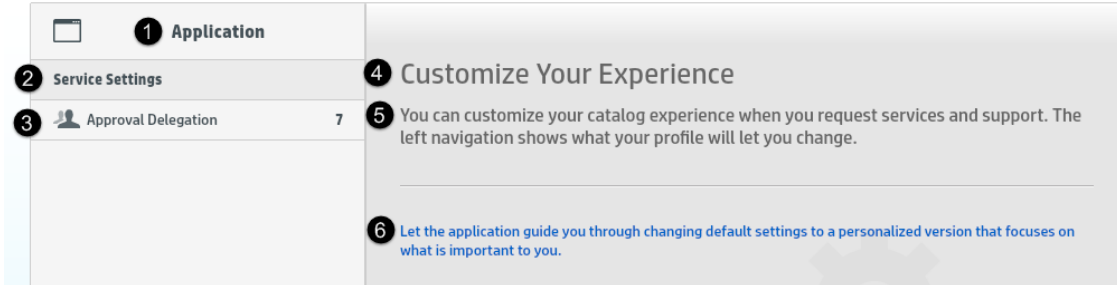 1 Application
2 Service Settings
3 Approval Delegation 7
4 Customize Your Experience
5 You can customize your catalog experience when you request services and support. The
left navigation shows what your profile will let you change.
6 Let the application guide you through changing default settings to a personalized version that focuses on
what is important to you.